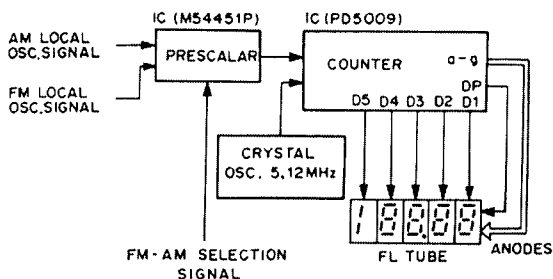 IC (M54451P)
IC (PD5009)
AM LOCAL
OSC. SIGNAL
PRESCALAR
COUNTER
a-g
DP
FM LOCAL
OSC. SIGNAL
D5 D4 D3 D2 D1
CRYSTAL
OSC. 5,12MHz
FM-AM SELECTION
SIGNAL
FL TUBE
ANODES